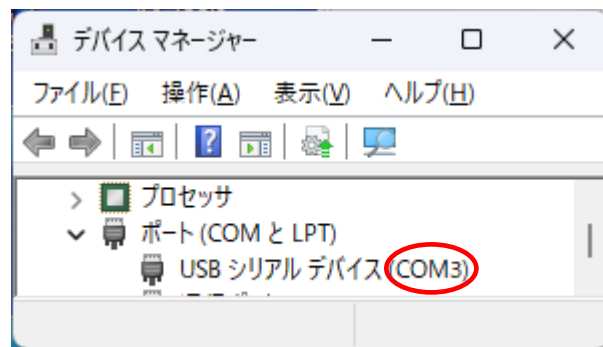 デバイス マネージャー
ファイル(F) 操作(A) 表示(V) ヘルプ(H)
プロセッサ
ポート (COM と LPT)
USB シリアル デバイス (COM3)